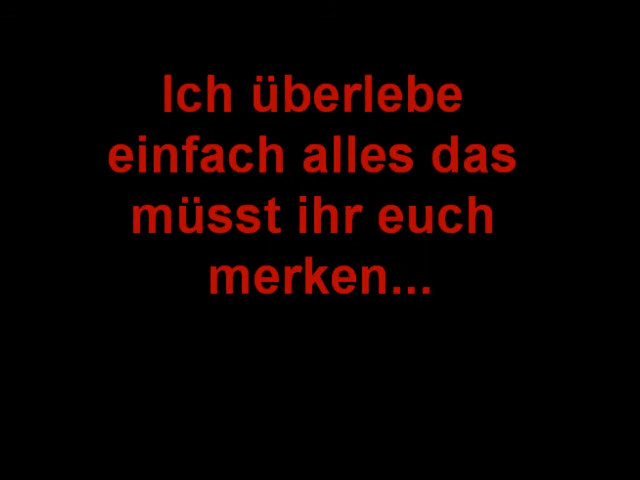 Ich überlebe
einfach alles das
müsst ihr euch
merken...